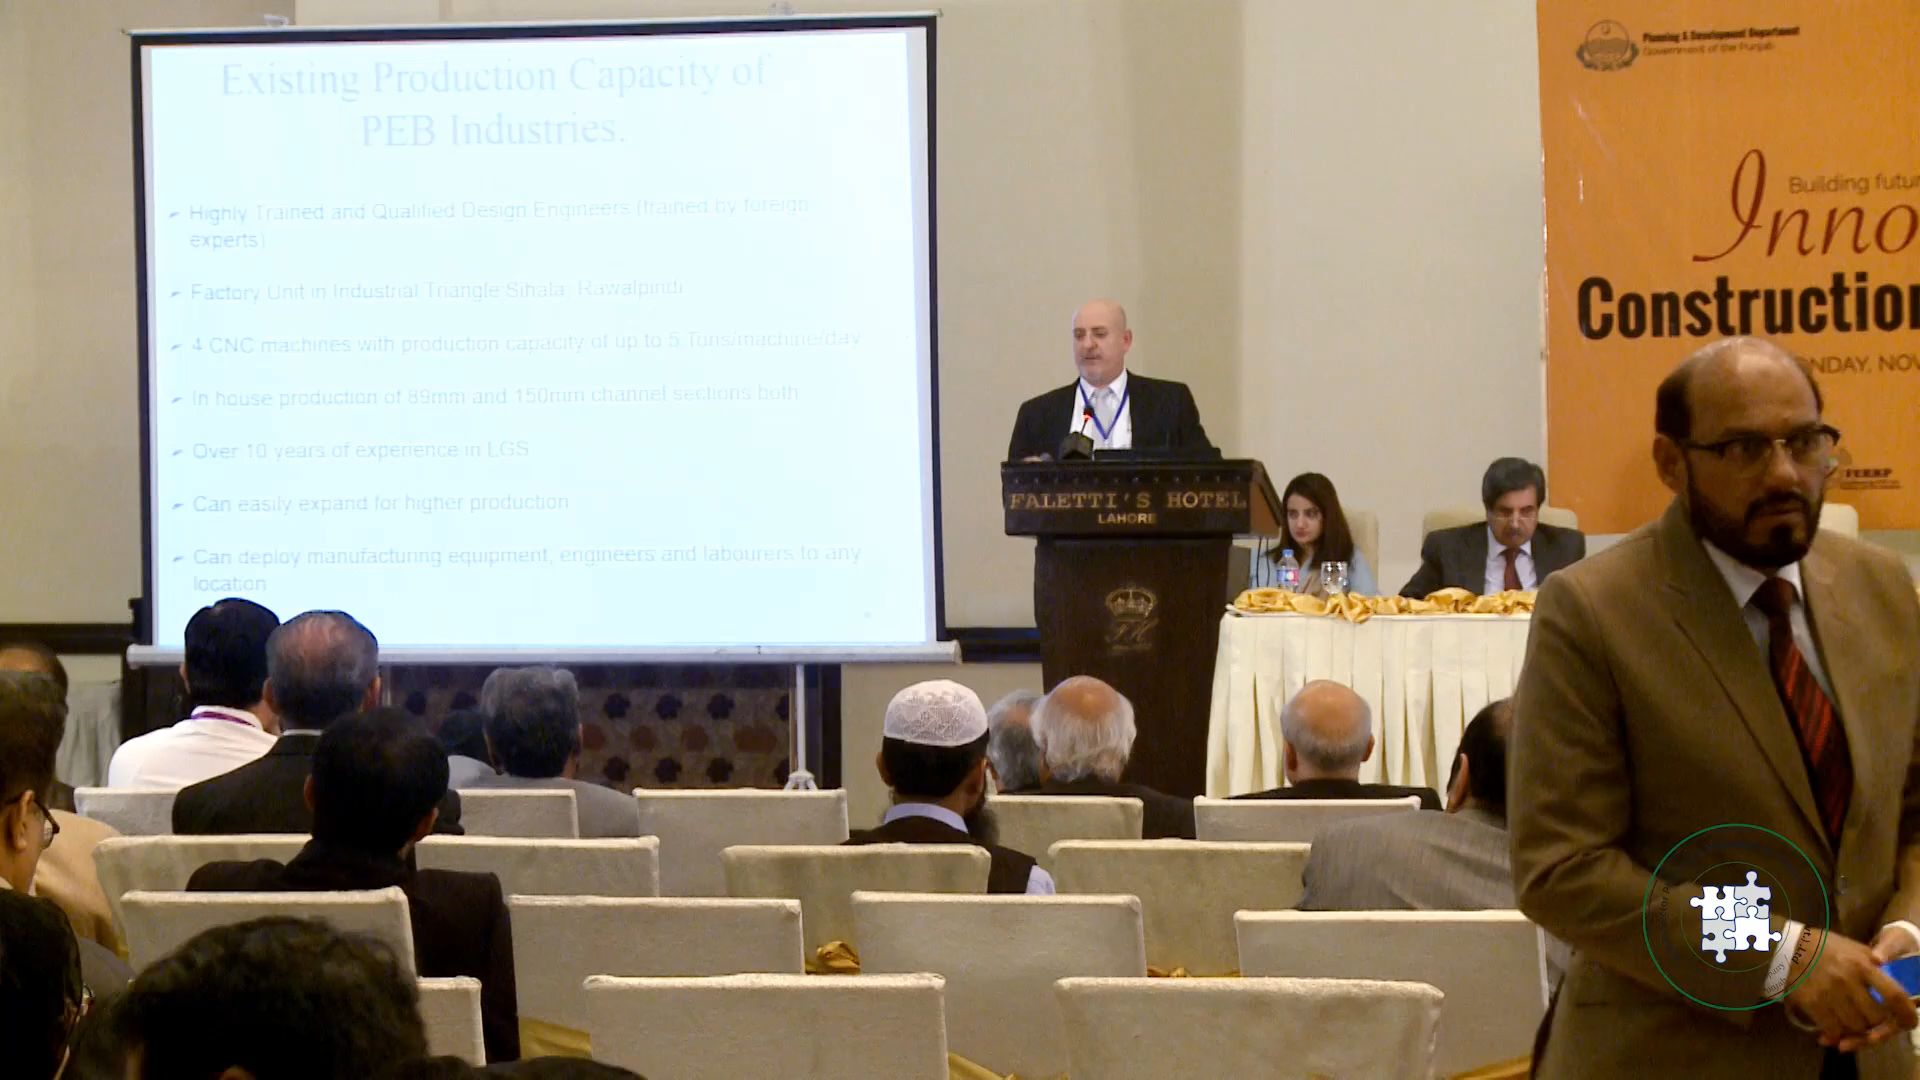 Existing Production Capacity of
PEB Industries.
Highly Trained and Qualified Design Engineers (trained by foreign
experts)
Factory Unit in Industrial Triangle Sihala, Rawalpindi
4 CNC machines with production capacity of up to 5 Tons/machine/day
In house production of 89mm and 150mm channel sections both
Over 10 years of experience in LGS
Can easily expand for higher production
Can deploy manufacturing equipment, engineers and labourers to any
location
FALETTI'S HOTEL
LAHORE
Planning & Development Department
Government of the Punjab
Building futur
Inno
Construction
ONDAY, NOV